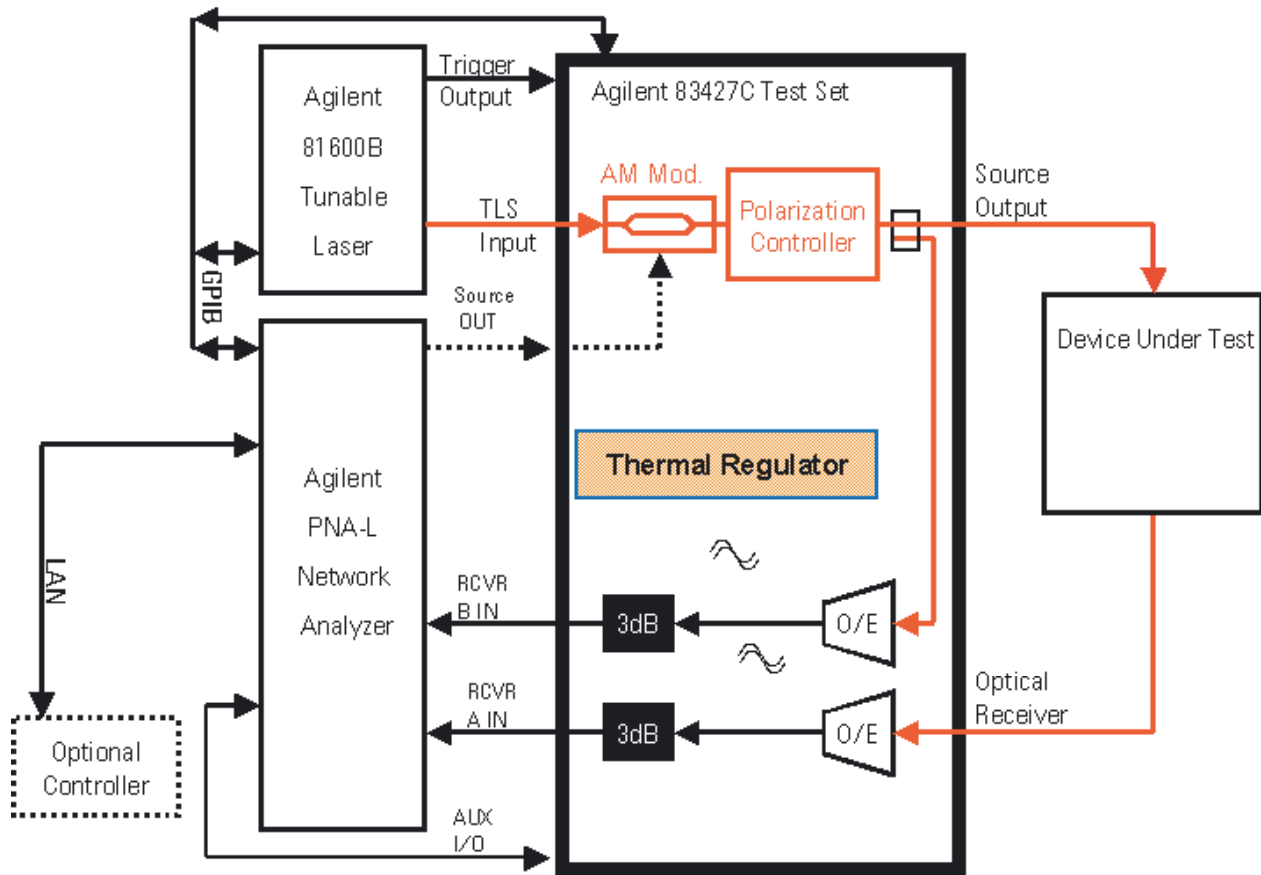 Agilent
81600B
Tunable
Laser
Trigger
Output
TLS
Input
GPIB
Source
OUT
Agilent 83427C Test Set
AM Mod.
Polarization
Controller
Source
Output
Device Under Test
Thermal Regulator
Agilent
PNA-L
Network
Analyzer
LAN
RCVR
B IN
3dB
O/E
RCVR
A IN
3dB
O/E
Optical
Receiver
Optional
Controller
AUX
I/O